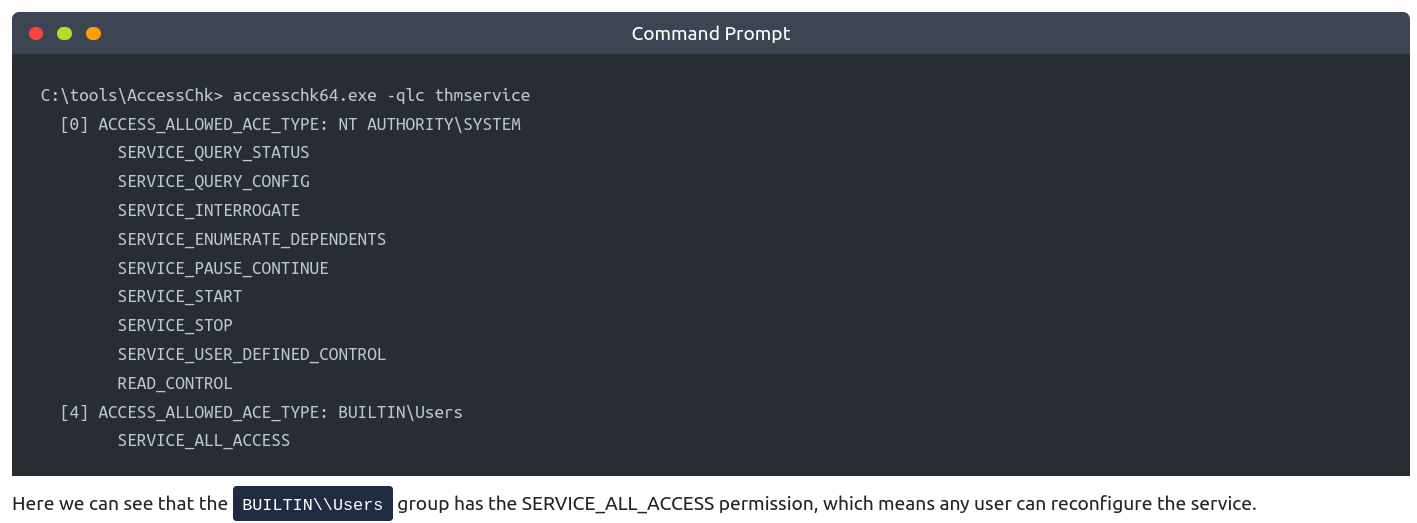 Command Prompt
C:\tools\AccessChk> accesschk64.exe -qlc thmservice
[0] ACCESS_ALLOWED_ACE_TYPE: NT AUTHORITY\SYSTEM
SERVICE_QUERY_STATUS
SERVICE_QUERY_CONFIG
SERVICE_INTERROGATE
SERVICE_ENUMERATE_DEPENDENTS
SERVICE_PAUSE_CONTINUE
SERVICE_START
SERVICE_STOP
SERVICE_USER_DEFINED_CONTROL
READ_CONTROL
[4] ACCESS_ALLOWED_ACE_TYPE: BUILTIN\Users
SERVICE_ALL_ACCESS
Here we can see that the BUILTIN\\Users group has the SERVICE_ALL_ACCESS permission, which means any user can reconfigure the service.